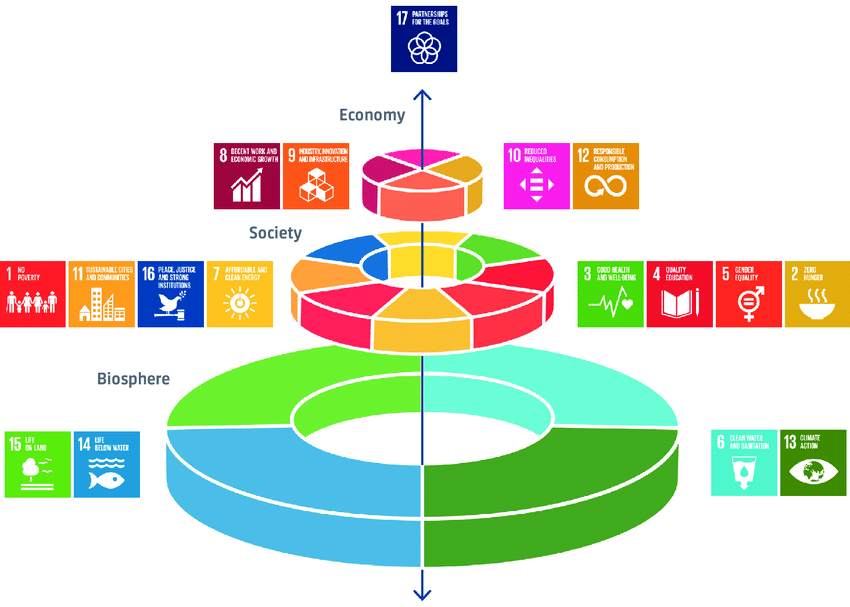 17 PARTNERSHIPS
FOR THE GOALS
Economy
8 DECENT WORK AND
ECONOMIC GROWTH
9 INDUSTRY, INNOVATION
AND INFRASTRUCTURE
10 REDUCED
INEQUALITIES
12 RESPONSIBLE
CONSUMPTION
AND PRODUCTION
Society
1 NO
POVERTY
11 SUSTAINABLE CITIES
AND COMMUNITIES
16 PEACE, JUSTICE
AND STRONG
INSTITUTIONS
7 AFFORDABLE AND
CLEAN ENERGY
3 GOOD HEALTH
AND WELL-BEING
4 QUALITY
EDUCATION
5 GENDER
EQUALITY
2 ZERO
HUNGER
Biosphere
15 LIFE
ON LAND
14 LIFE
BELOW WATER
6 CLEAN WATER
AND SANITATION
13 CLIMATE
ACTION